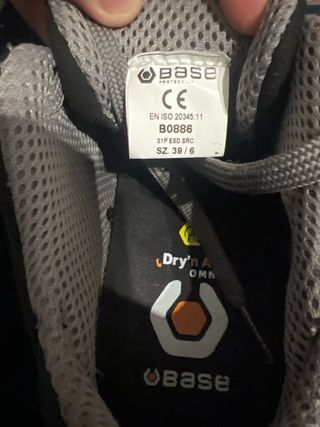 BASE
PROTECTION
CE
EN ISO 20345:11
B0886
S1P ESD SRC
SZ. 39 / 6
Dry'n A
OMN
BASE